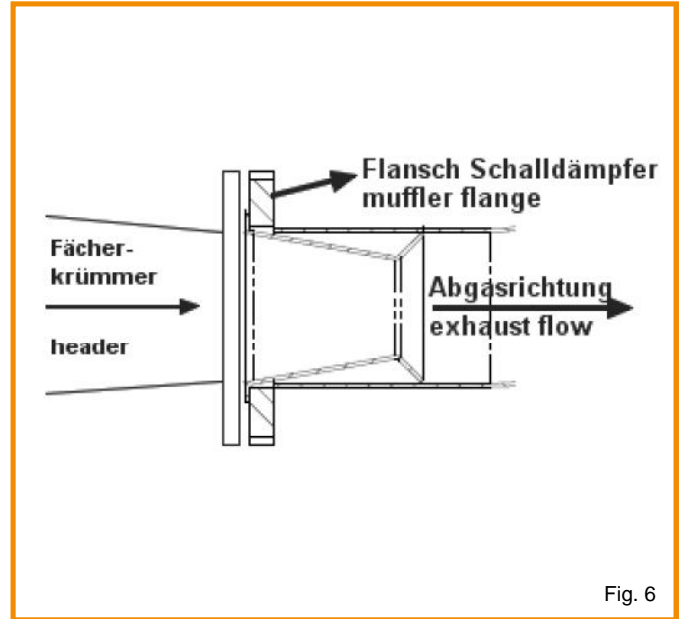 Flansch Schalldämpfer
muffler flange
Fächer-
krümmer
header
Abgasrichtung
exhaust flow
Fig. 6